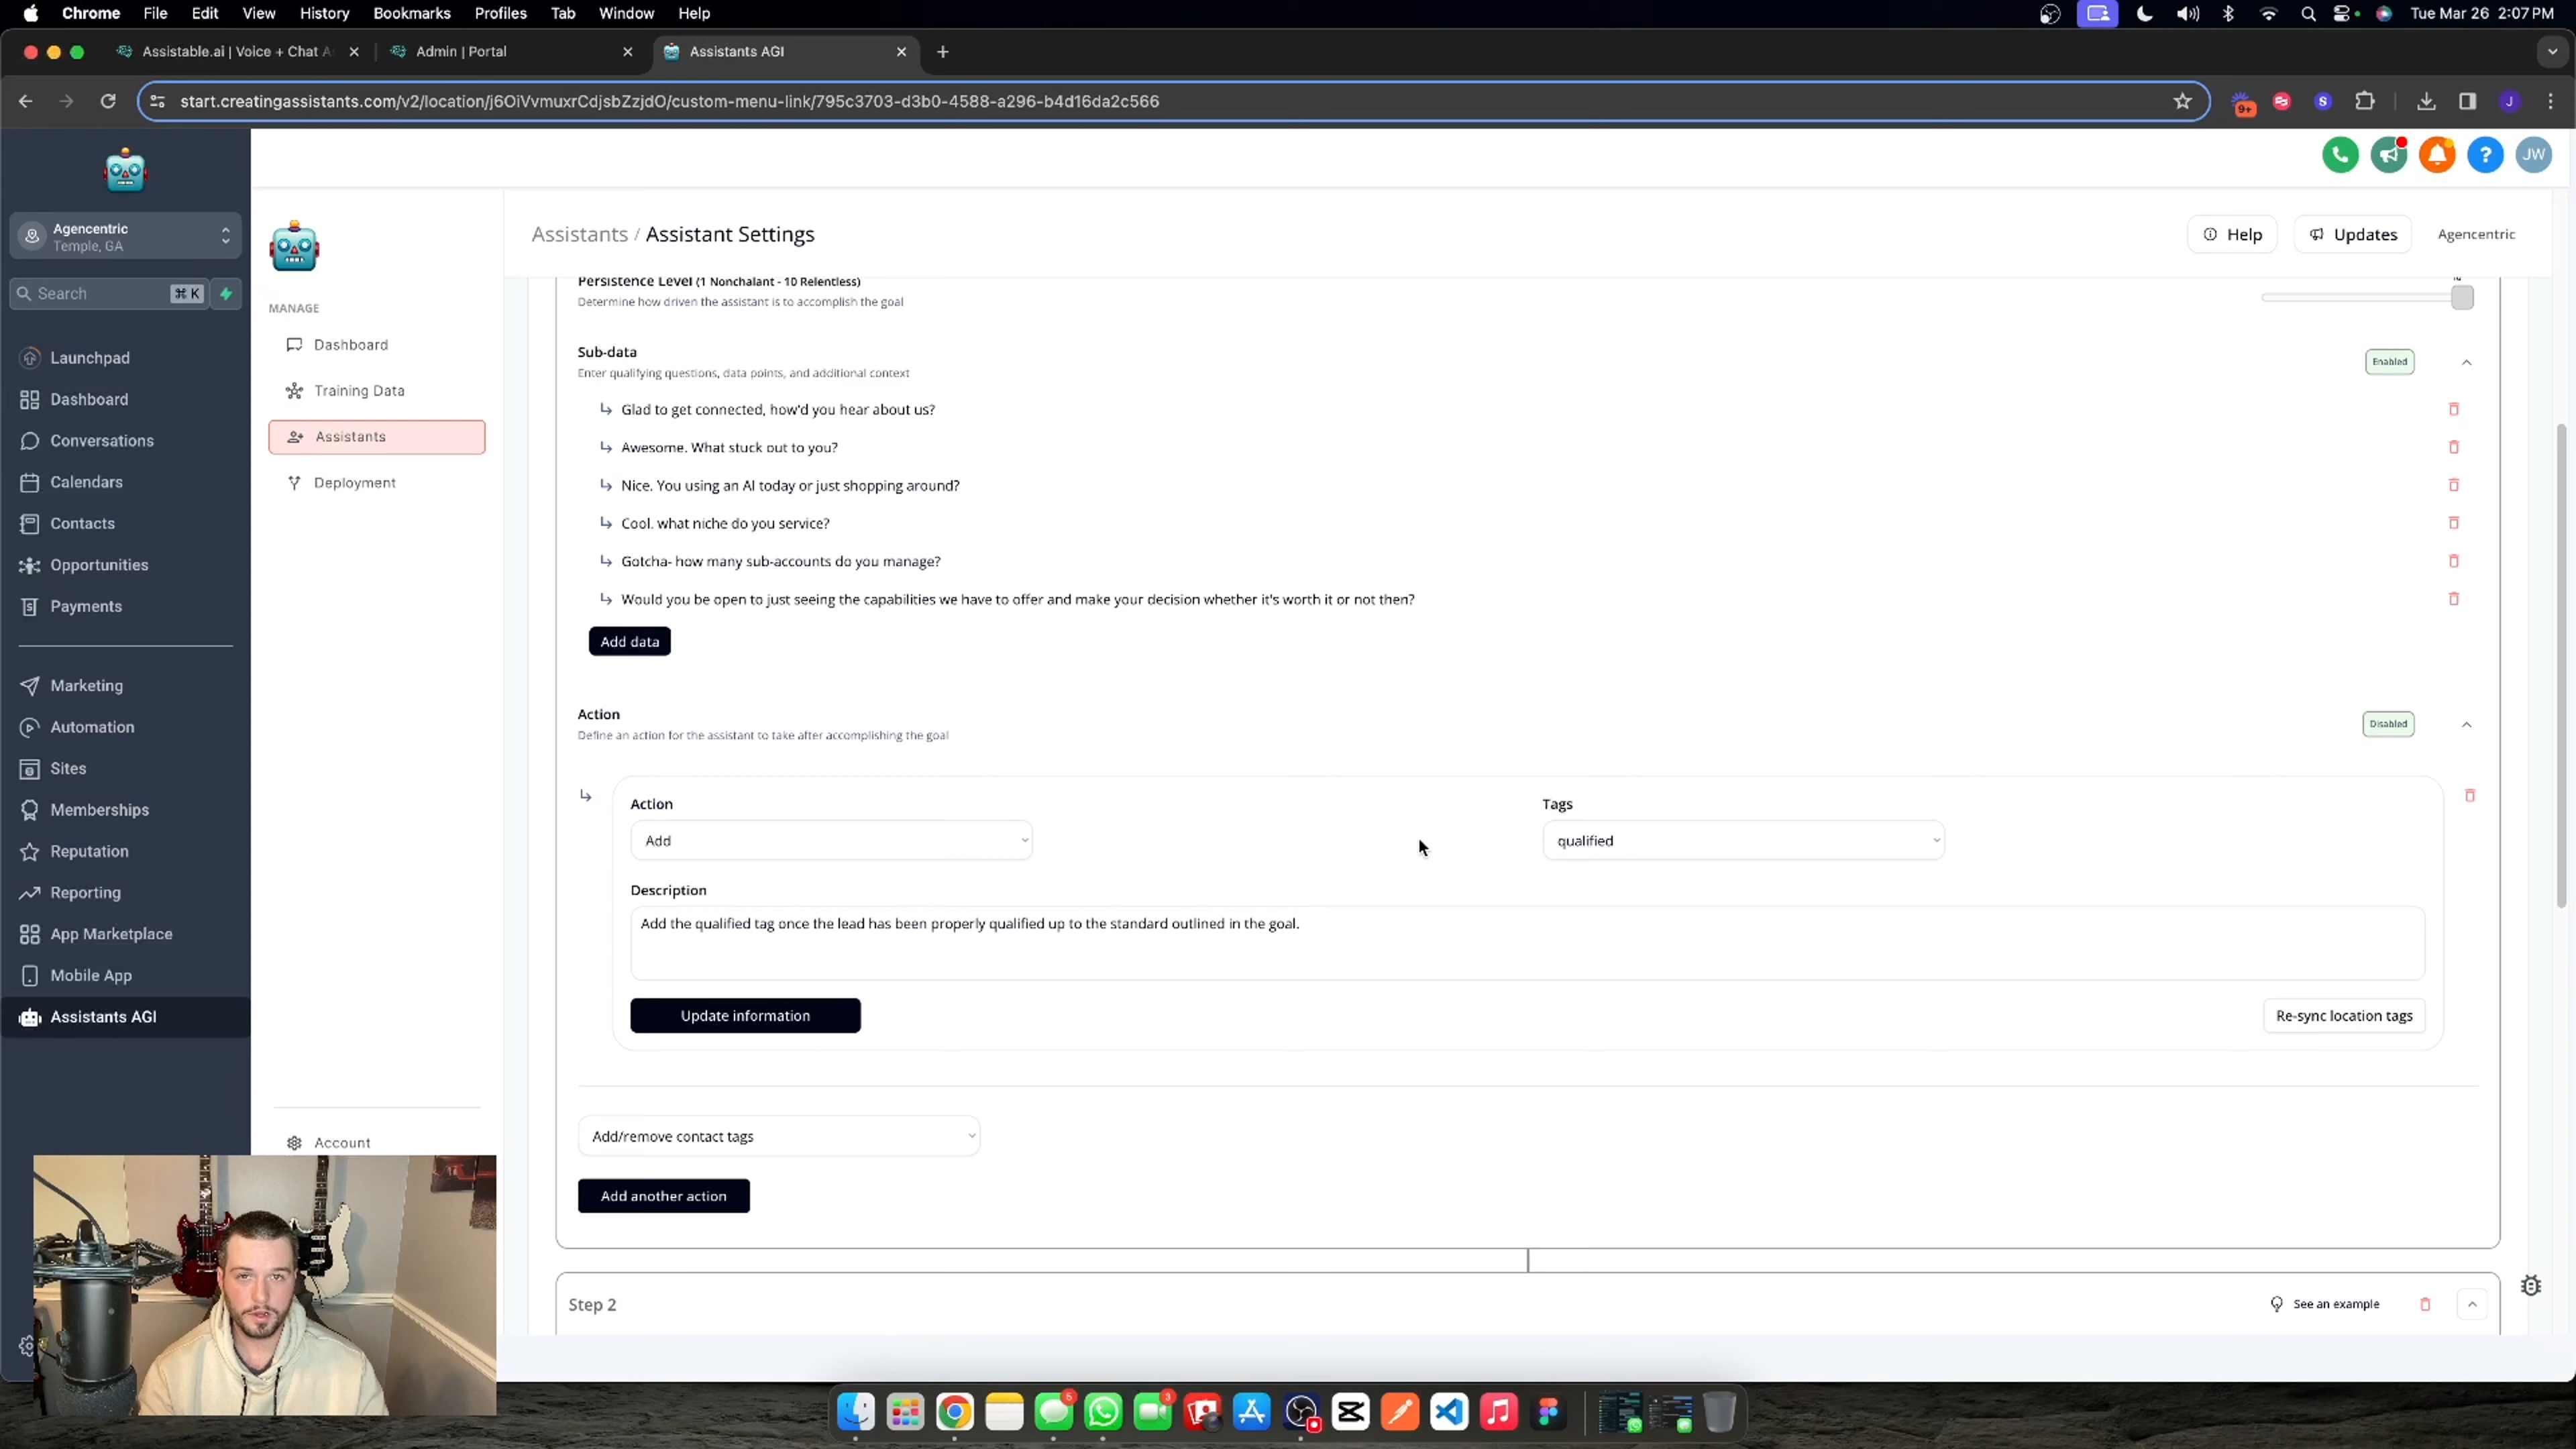 Chrome File Edit View History Bookmarks Profiles Tab Window Help
Tue Mar 26 2:07 PM
Assistable.ai | Voice + Chat A
Admin | Portal
Assistants AGI
start.creatingassistants.com/v2/location/j6OiVvmuxrCdjsbZzjdO/custom-menu-link/795c3703-d3b0-4588-a296-b4d16da2c566
9+
S
J
JW
Agencentric
Temple, GA
Search
⌘ K
Launchpad
Dashboard
Conversations
Calendars
Contacts
Opportunities
Payments
Marketing
Automation
Sites
Memberships
Reputation
Reporting
App Marketplace
Mobile App
Assistants AGI
MANAGE
Dashboard
Training Data
Assistants
Deployment
Account
Assistants / Assistant Settings
Help
Updates
Agencentric
Persistence Level (1 Nonchalant - 10 Relentless)
Determine how driven the assistant is to accomplish the goal
Sub-data
Enter qualifying questions, data points, and additional context
Enabled
Glad to get connected, how'd you hear about us?
Awesome. What stuck out to you?
Nice. You using an AI today or just shopping around?
Cool. what niche do you service?
Gotcha- how many sub-accounts do you manage?
Would you be open to just seeing the capabilities we have to offer and make your decision whether it's worth it or not then?
Add data
Action
Define an action for the assistant to take after accomplishing the goal
Disabled
Action
Tags
Add
qualified
Description
Add the qualified tag once the lead has been properly qualified up to the standard outlined in the goal.
Update information
Re-sync location tags
Add/remove contact tags
Add another action
Step 2
See an example
5
3